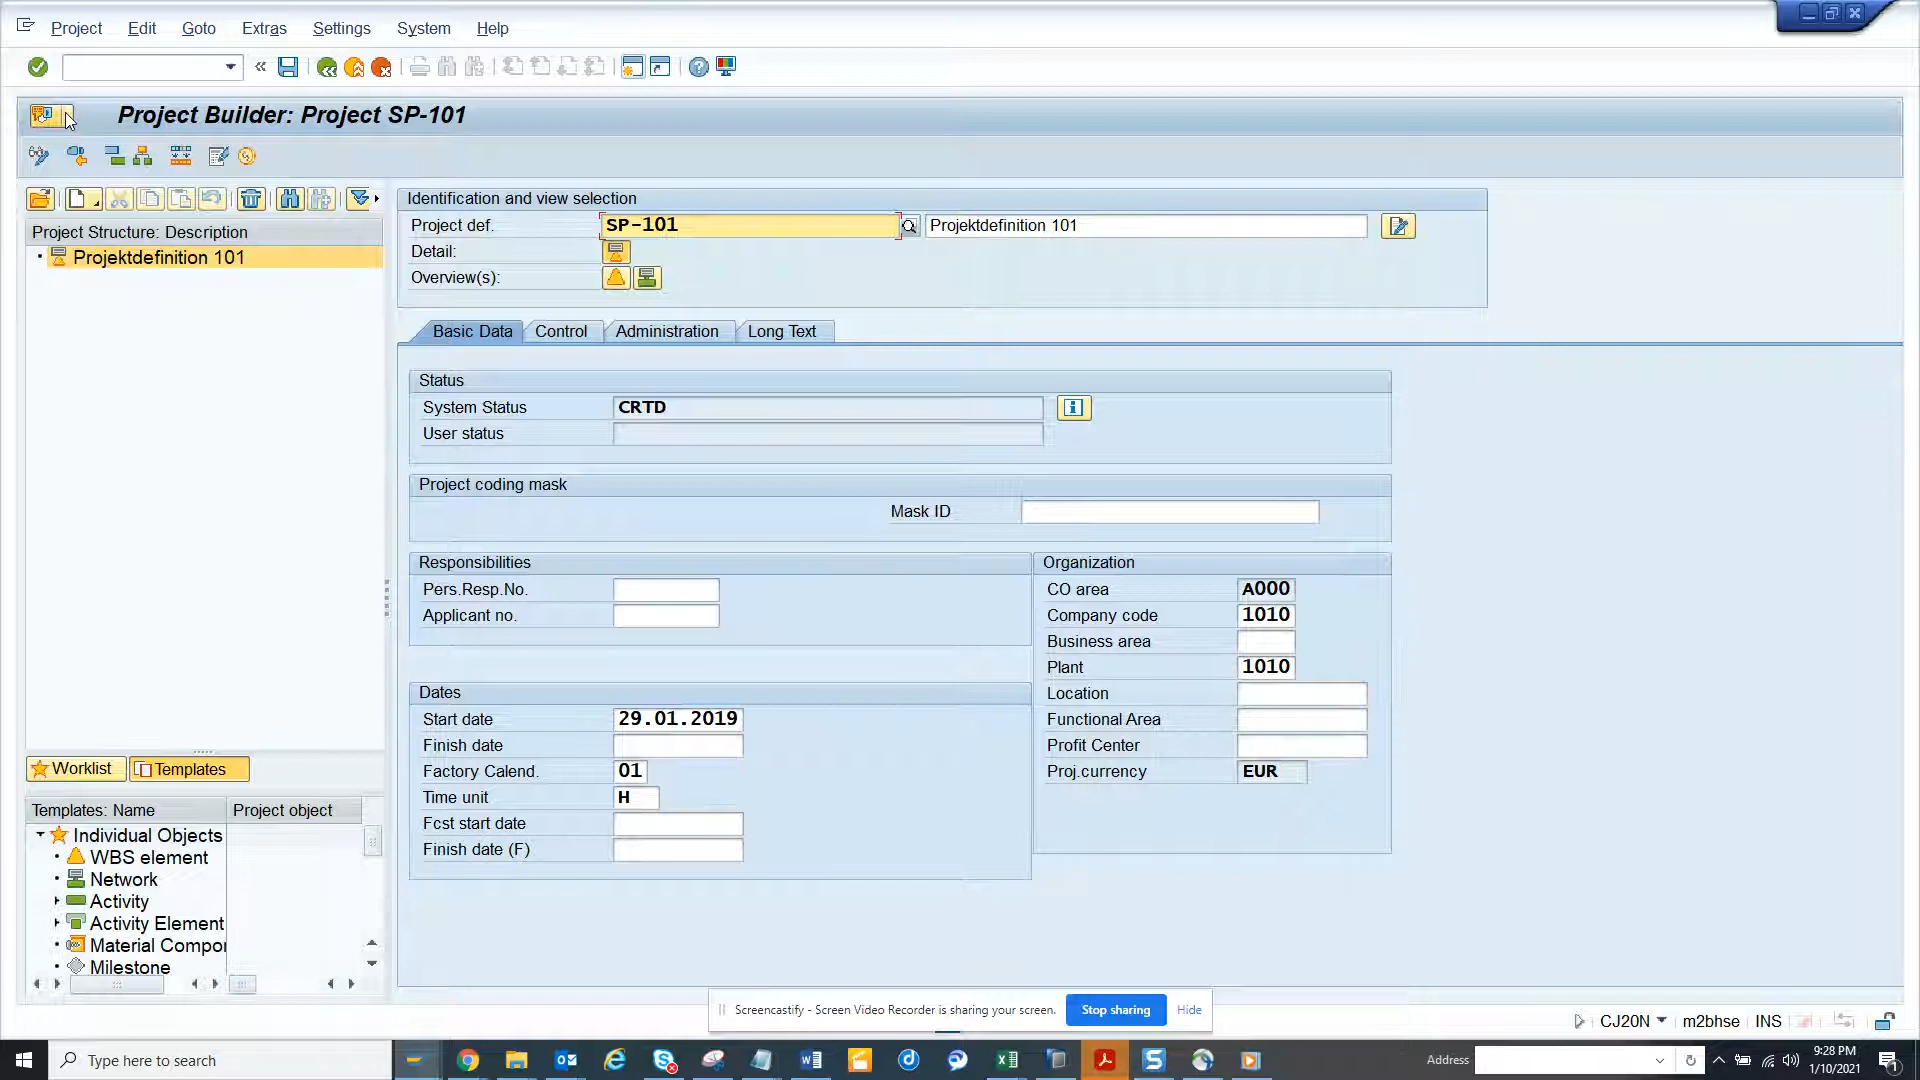 Project Edit Goto Extras Settings System Help
Project Builder: Project SP-101
Identification and view selection
Project def. SP-101 Projektdefinition 101
Detail:
Overview(s):
Project Structure: Description
Projektdefinition 101
Basic Data Control Administration Long Text
Status
System Status CRTD
User status
Project coding mask
Mask ID
Responsibilities
Pers.Resp.No.
Applicant no.
Organization
CO area A000
Company code 1010
Business area
Plant 1010
Location
Functional Area
Profit Center
Proj.currency EUR
Dates
Start date 29.01.2019
Finish date
Factory Calend. 01
Time unit H
Fcst start date
Finish date (F)
Worklist Templates
Templates: Name Project object
Individual Objects
WBS element
Network
Activity
Activity Element
Material Compor
Milestone
Screencastify - Screen Video Recorder is sharing your screen. Stop sharing Hide
CJ20N m2bhse INS
Type here to search
Address
9:28 PM
1/10/2021